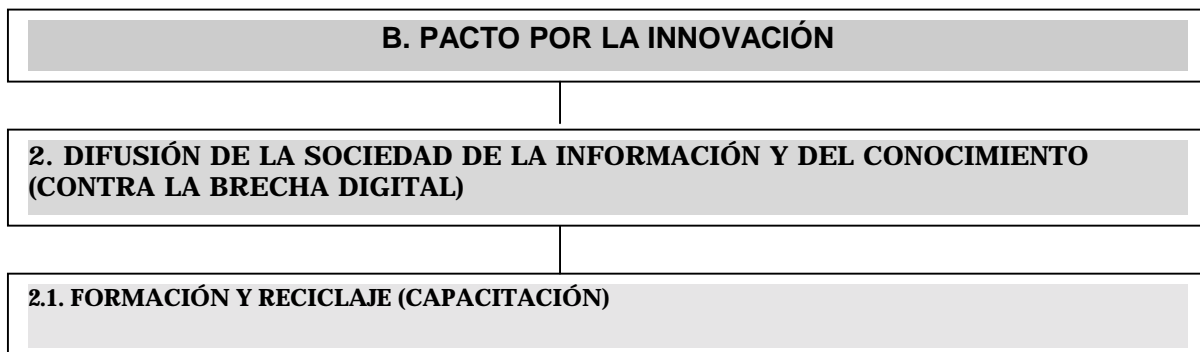 B. PACTO POR LA INNOVACIÓN
2. DIFUSIÓN DE LA SOCIEDAD DE LA INFORMACIÓN Y DEL CONOCIMIENTO
(CONTRA LA BRECHA DIGITAL)
2.1. FORMACIÓN Y RECICLAJE (CAPACITACIÓN)